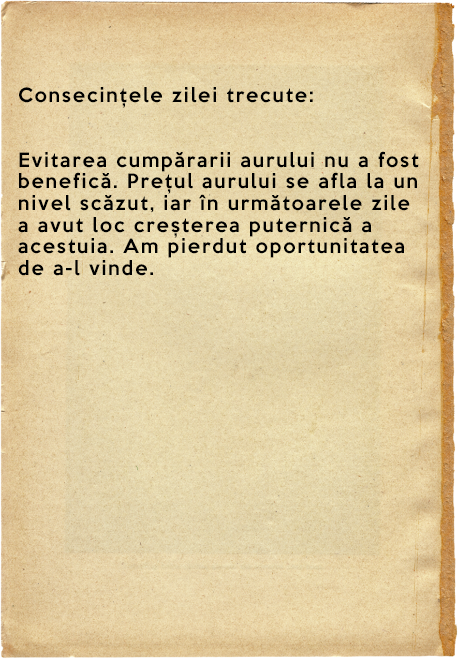 Consecințele zilei trecute:
Evitarea cumpărarii aurului nu a fost
benefică. Prețul aurului se afla la un
nivel scăzut, iar în următoarele zile
a avut loc creșterea puternică a
acestuia. Am pierdut oportunitatea
de a-l vinde.